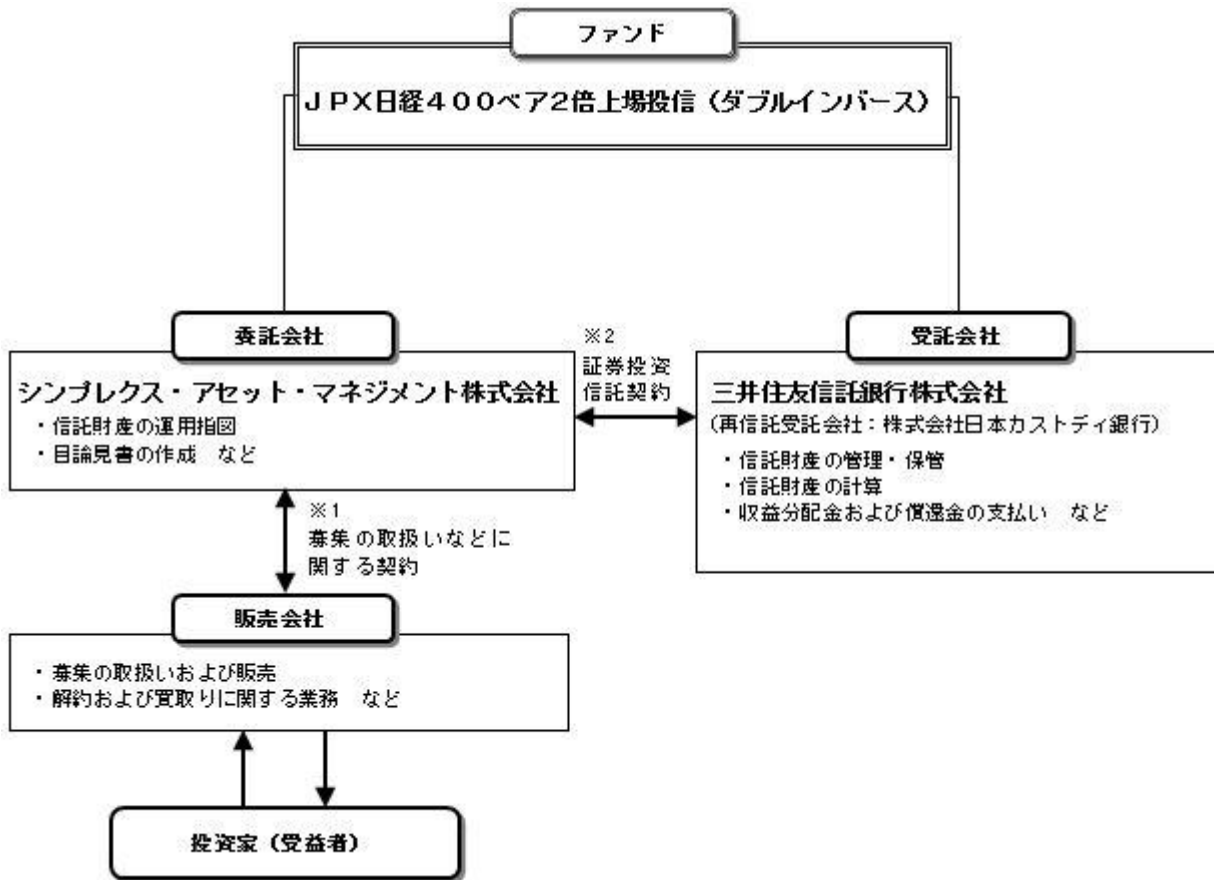 ファンド
JPX日経400ベア2倍上場投信(ダブルインバース)
委託会社
シンプレクス・アセット・マネジメント株式会社
・信託財産の運用指図
・目論見書の作成 など
※2
証券投資
信託契約
受託会社
三井住友信託銀行株式会社
(再信託受託会社:株式会社日本カストディ銀行)
・信託財産の管理・保管
・信託財産の計算
・収益分配金および償還金の支払い など
※1
募集の取扱いなどに
関する契約
販売会社
・募集の取扱いおよび販売
・解約および買取りに関する業務 など
投資家(受益者)